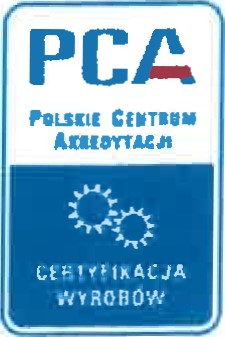 PCA
POLSKIE CENTRUM
AKREDYTACJI
CERTYFIKACJA
WYROBÓW